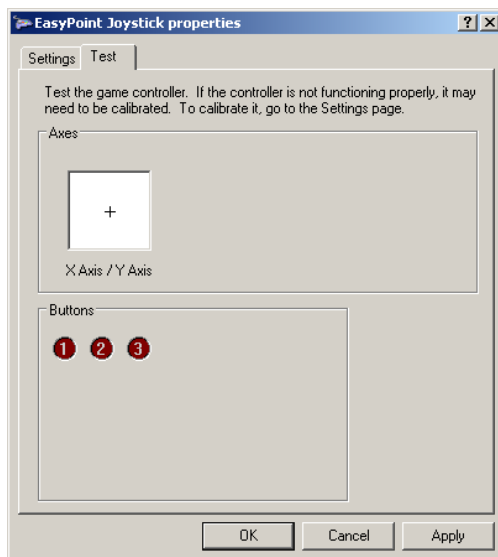 EasyPoint Joystick properties
Settings Test
Test the game controller. If the controller is not functioning properly, it may
need to be calibrated. To calibrate it, go to the Settings page.
Axes
X Axis / Y Axis
Buttons
1 2 3
OK Cancel Apply